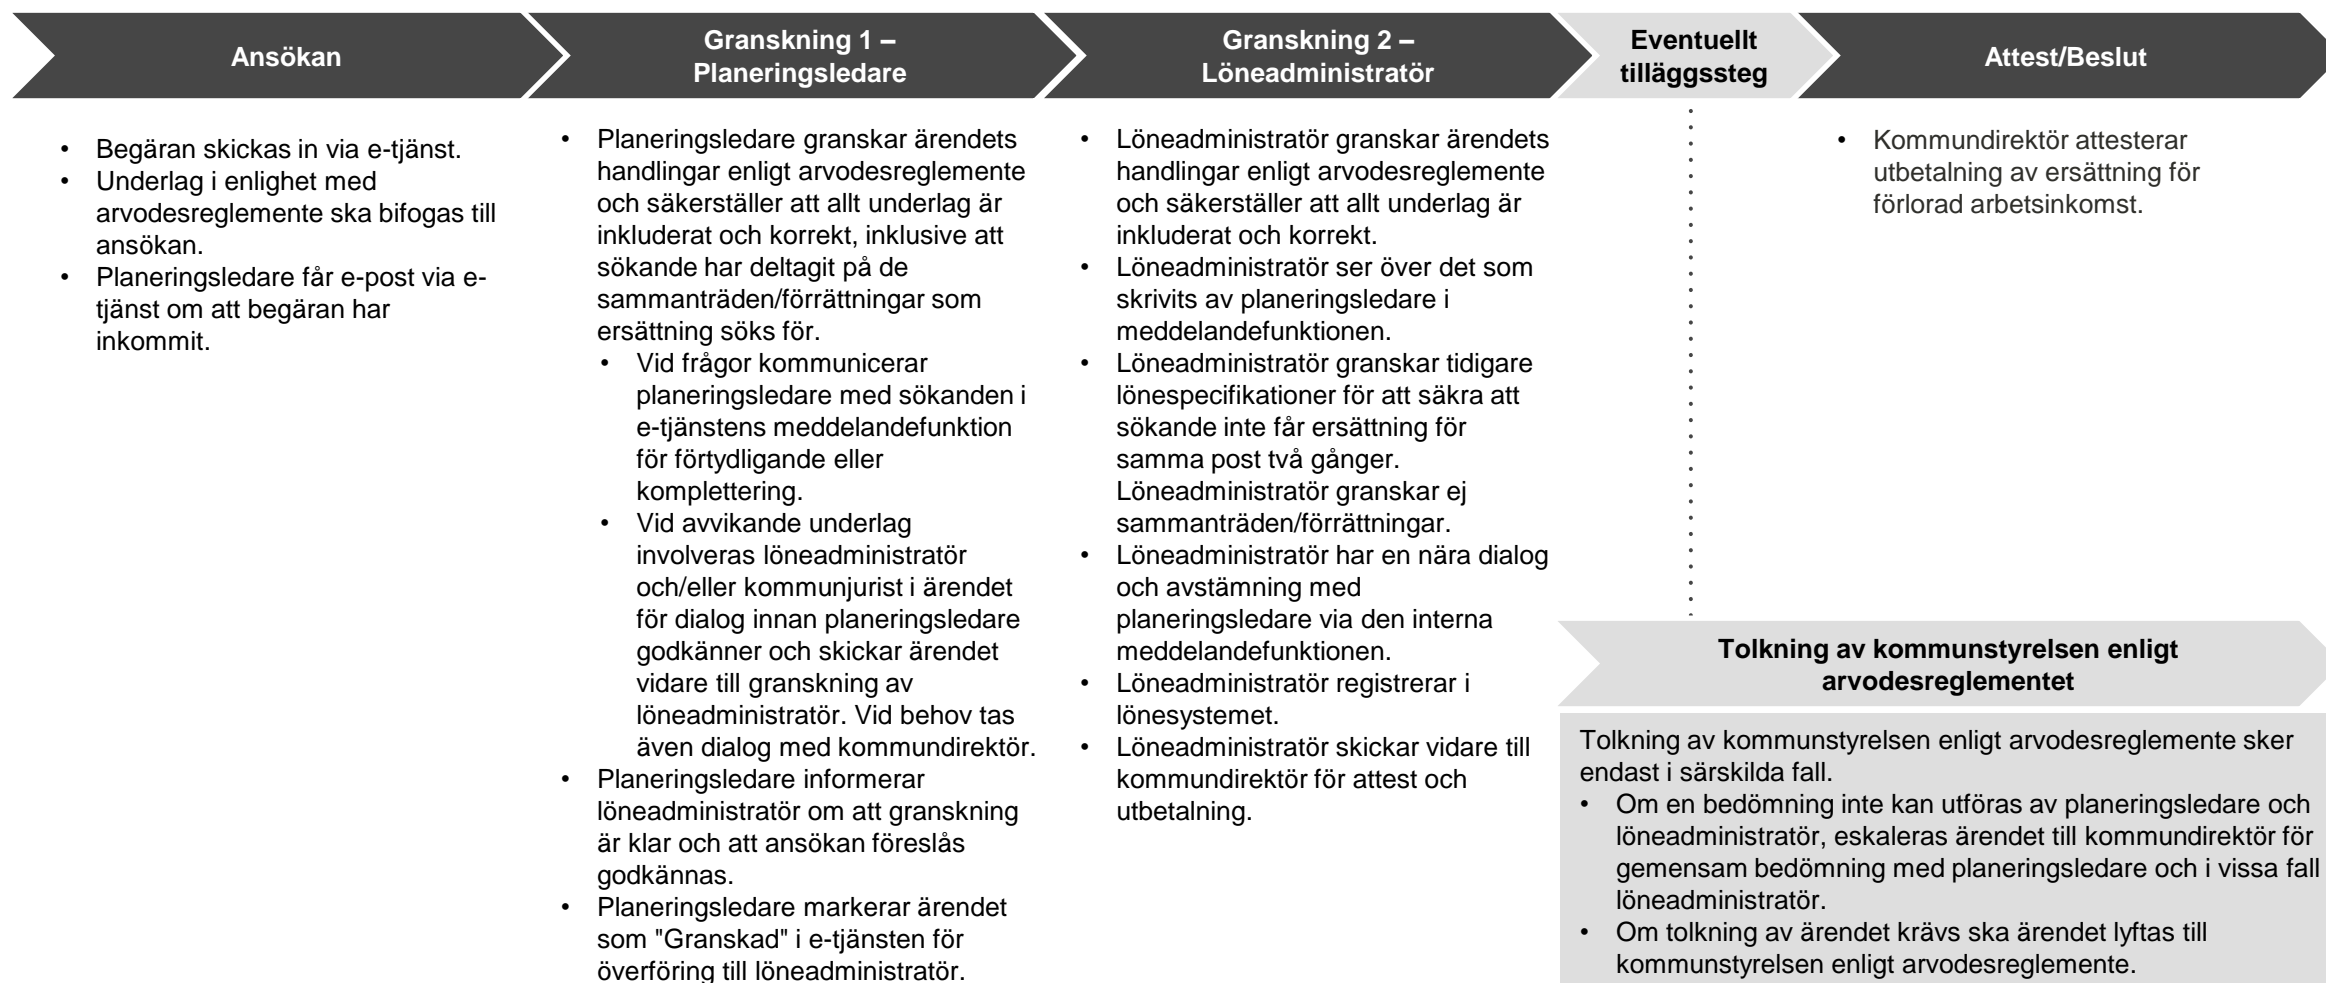 Ansökan
Granskning 1 –
Planeringsledare
Granskning 2 –
Löneadministratör
Eventuellt
tilläggssteg
Attest/Beslut
• Begäran skickas in via e-tjänst.
• Underlag i enlighet med
arvodesreglemente ska bifogas till
ansökan.
• Planeringsledare får e-post via e-
tjänst om att begäran har
inkommit.
• Planeringsledare granskar ärendets
handlingar enligt arvodesreglemente
och säkerställer att allt underlag är
inkluderat och korrekt, inklusive att
sökande har deltagit på de
sammanträden/förrättningar som
ersättning söks för.
• Vid frågor kommunicerar
planeringsledare med sökanden i
e-tjänstens meddelandefunktion
för förtydligande eller
komplettering.
• Vid avvikande underlag
involveras löneadministratör
och/eller kommunjurist i ärendet
för dialog innan planeringsledare
godkänner och skickar ärendet
vidare till granskning av
löneadministratör. Vid behov tas
även dialog med kommundirektör.
• Planeringsledare informerar
löneadministratör om att granskning
är klar och att ansökan föreslås
godkännas.
• Planeringsledare markerar ärendet
som "Granskad" i e-tjänsten för
överföring till löneadministratör.
• Löneadministratör granskar ärendets
handlingar enligt arvodesreglemente
och säkerställer att allt underlag är
inkluderat och korrekt.
• Löneadministratör ser över det som
skrivits av planeringsledare i
meddelandefunktionen.
• Löneadministratör granskar tidigare
lönespecifikationer för att säkra att
sökande inte får ersättning för
samma post två gånger.
Löneadministratör granskar ej
sammanträden/förrättningar.
• Löneadministratör har en nära dialog
och avstämning med
planeringsledare via den interna
meddelandefunktionen.
• Löneadministratör registrerar i
lönesystemet.
• Löneadministratör skickar vidare till
kommundirektör för attest och
utbetalning.
• Kommundirektör attesterar
utbetalning av ersättning för
förlorad arbetsinkomst.
Tolkning av kommunstyrelsen enligt
arvodesreglementet
Tolkning av kommunstyrelsen enligt arvodesreglemente sker
endast i särskilda fall.
• Om en bedömning inte kan utföras av planeringsledare och
löneadministratör, eskaleras ärendet till kommundirektör för
gemensam bedömning med planeringsledare och i vissa fall
löneadministratör.
• Om tolkning av ärendet krävs ska ärendet lyftas till
kommunstyrelsen enligt arvodesreglemente.